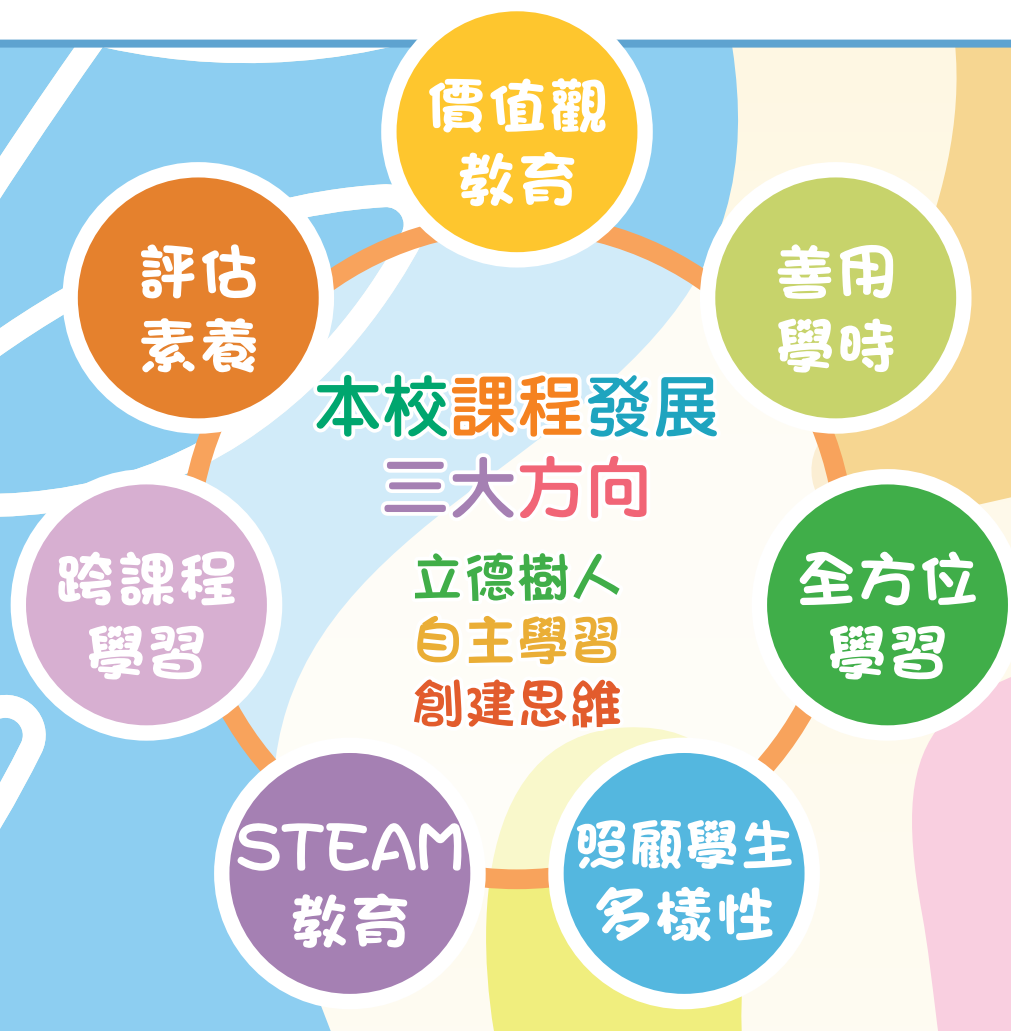 價值觀
教育
善用
學時
全方位
學習
照顧學生
多樣性
STEAM
教育
跨課程
學習
評估
素養
本校課程發展
三大方向
立德樹人
自主學習
創建思維